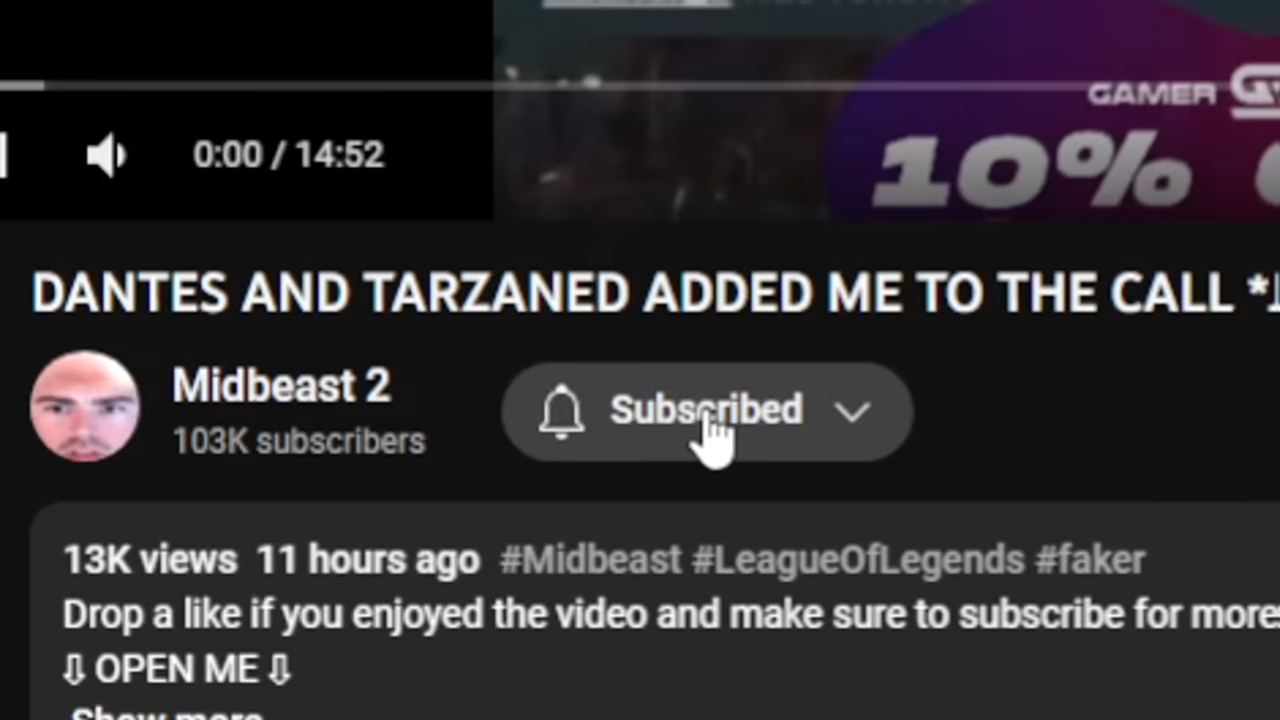 GAMER
10%
0:00 / 14:52
DANTES AND TARZANED ADDED ME TO THE CALL
Midbeast 2
103K subscribers
Subscribed
13K views 11 hours ago #Midbeast #LeagueOfLegends #faker
Drop a like if you enjoyed the video and make sure to subscribe for more
⇩ OPEN ME ⇩
Show more